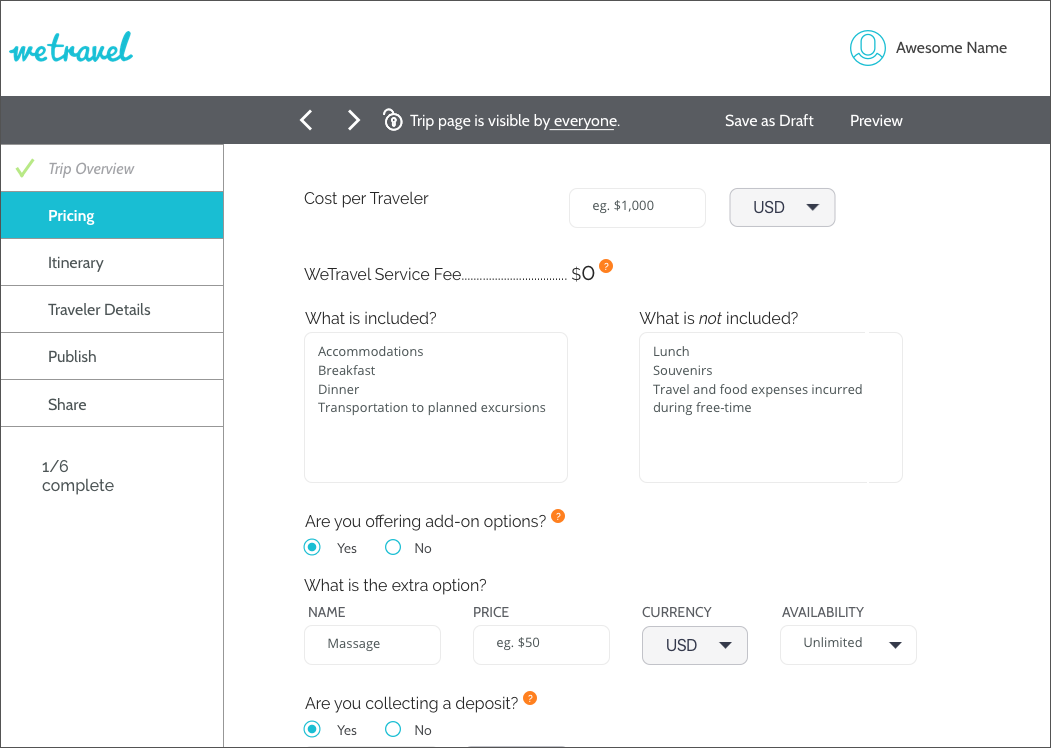 wetravel
Awesome Name
Trip page is visible by everyone.
Save as Draft
Preview
Trip Overview
Pricing
Itinerary
Traveler Details
Publish
Share
1/6
complete
Cost per Traveler
eg. $1,000
USD
WeTravel Service Fee................................... $0 ?
What is included?
Accommodations
Breakfast
Dinner
Transportation to planned excursions
What is not included?
Lunch
Souvenirs
Travel and food expenses incurred
during free-time
Are you offering add-on options? ?
Yes
No
What is the extra option?
NAME
PRICE
CURRENCY
AVAILABILITY
Massage
eg. $50
USD
Unlimited
Are you collecting a deposit? ?
Yes
No